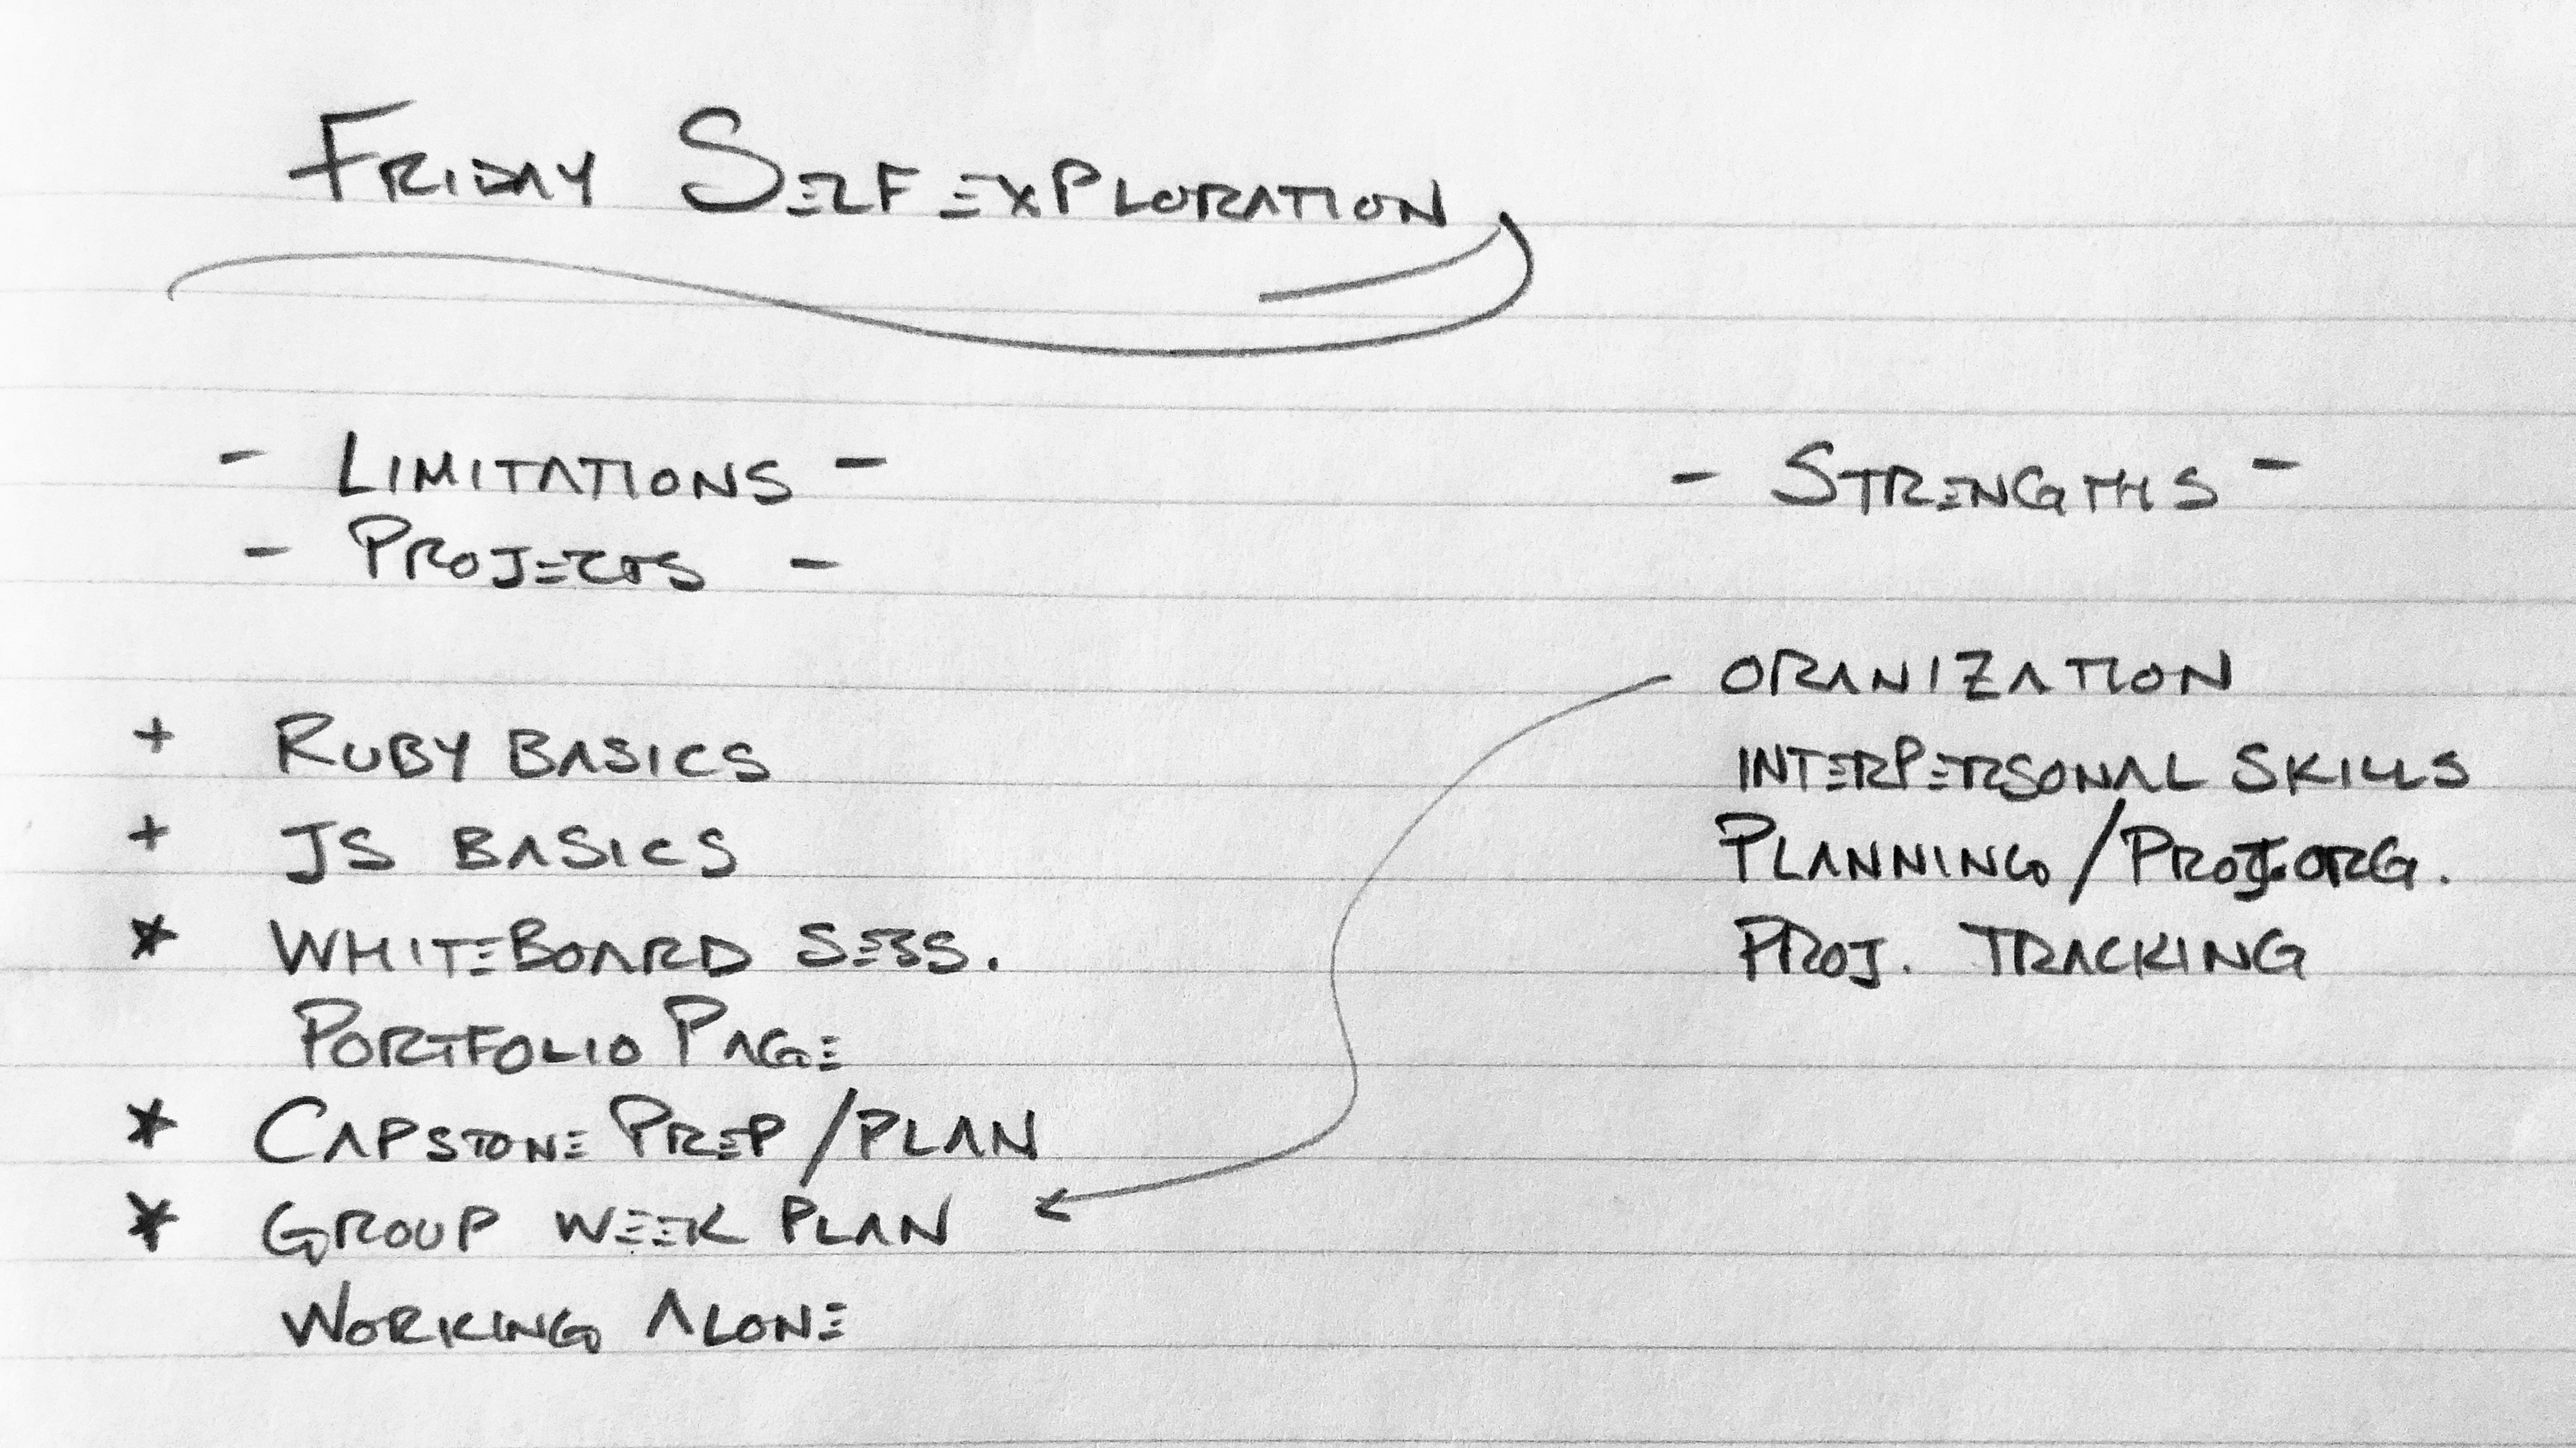 FRIDAY SELF EXPLORATION
- LIMITATIONS -
- PROJECTS -
+ RUBY BASICS
+ JS BASICS
* WHITEBOARD SESS.
PORTFOLIO PAGE
* CAPSTONE PREP/PLAN
* GROUP WEEK PLAN
WORKING ALONE
- STRENGTHS -
ORANIZATION
INTERPERSONAL SKILLS
PLANNING/PROJ. ORG.
PROJ. TRACKING